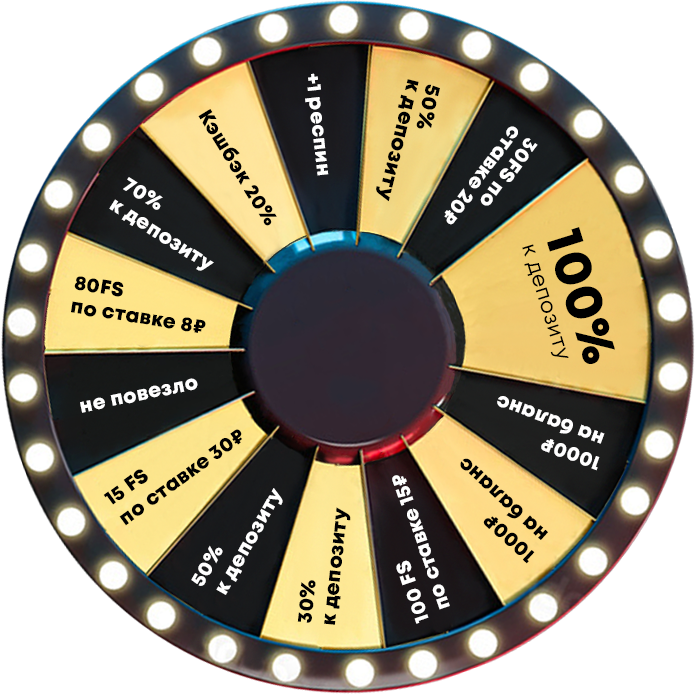 +1 респин
50%
к депозиту
30FS по
ставке 20₽
100%
к депозиту
1000₽
на баланс
1000₽
на баланс
100 FS
по ставке 15₽
30%
к депозиту
50%
к депозиту
15 FS
по ставке 30₽
не повезло
80FS
по ставке 8₽
70%
к депозиту
Кэшбэк 20%